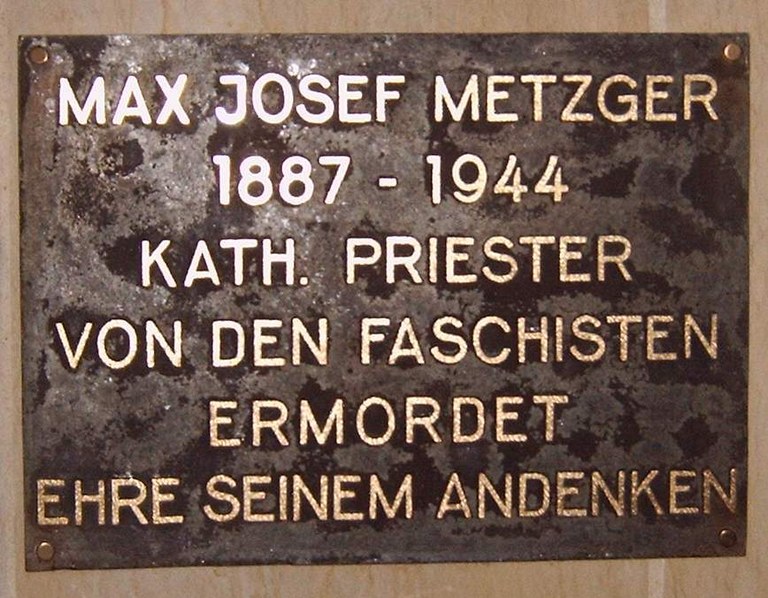 MAX JOSEF METZGER
1887 - 1944
KATH. PRIESTER
VON DEN FASCHISTEN
ERMORDET
EHRE SEINEM ANDENKEN